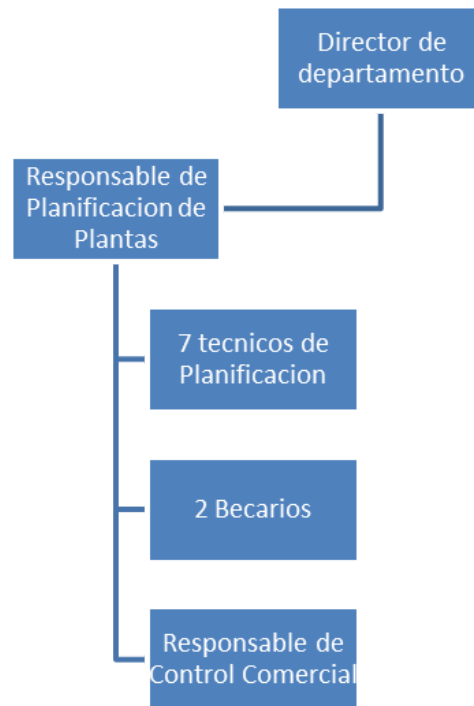 Director de
departamento
Responsable de
Planificacion de
Plantas
7 tecnicos de
Planificacion
2 Becarios
Responsable de
Control Comercial